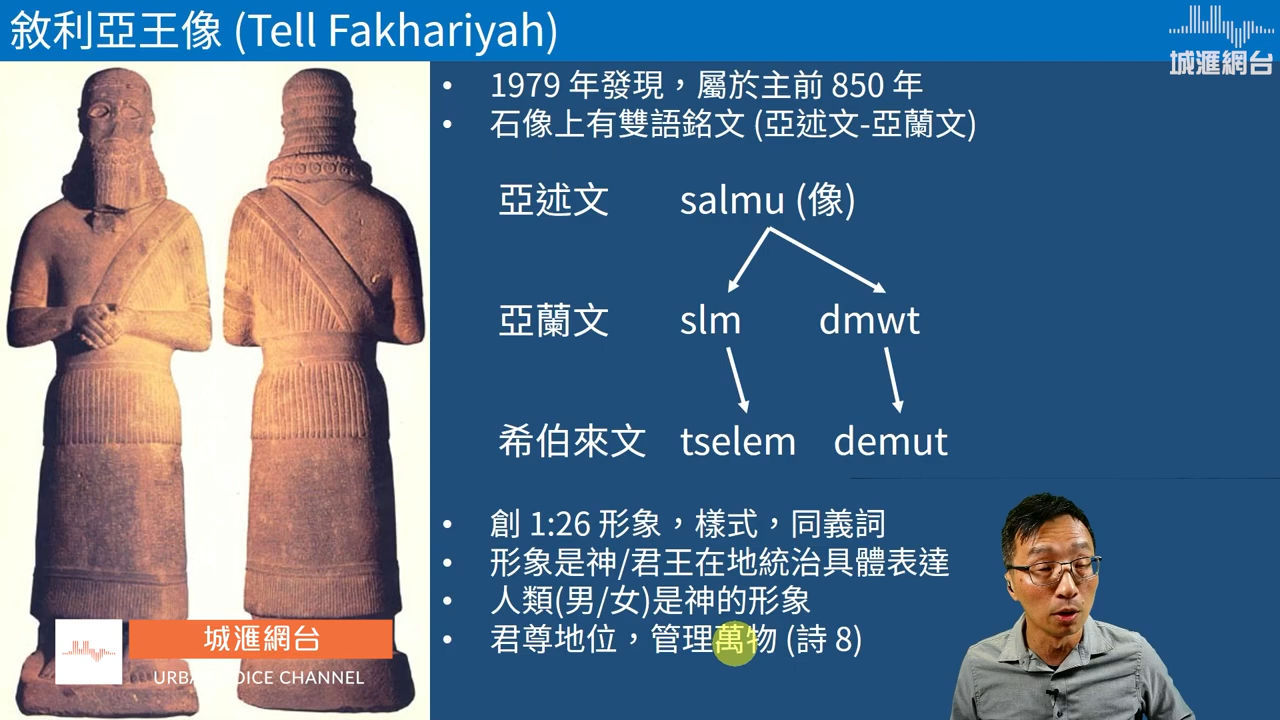 敘利亞王像 (Tell Fakhariyah)
城滙網台
• 1979 年發現，屬於主前 850 年
• 石像上有雙語銘文 (亞述文-亞蘭文)
亞述文 salmu (像)
亞蘭文 slm dmwt
希伯來文 tselem demut
• 創 1:26 形象，樣式，同義詞
• 形象是神/君王在地統治具體表達
• 人類(男/女)是神的形象
• 君尊地位，管理萬物 (詩 8)
城滙網台
CHANNEL